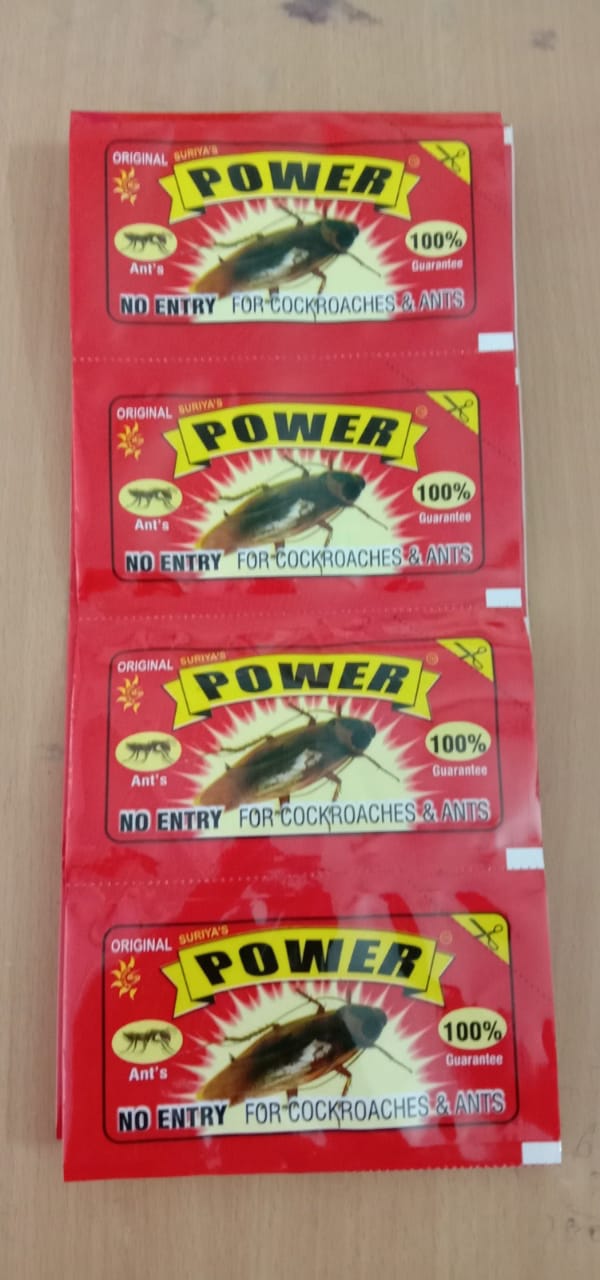 ORIGINAL SURIYA'S
POWER
100%
Ant's Guarantee
NO ENTRY FOR COCKROACHES & ANTS
ORIGINAL SURIYA'S
POWER
100%
Ant's Guarantee
NO ENTRY FOR COCKROACHES & ANTS
ORIGINAL SURIYA'S
POWER
100%
Ant's Guarantee
NO ENTRY FOR COCKROACHES & ANTS
ORIGINAL SURIYA'S
POWER
100%
Ant's Guarantee
NO ENTRY FOR COCKROACHES & ANTS